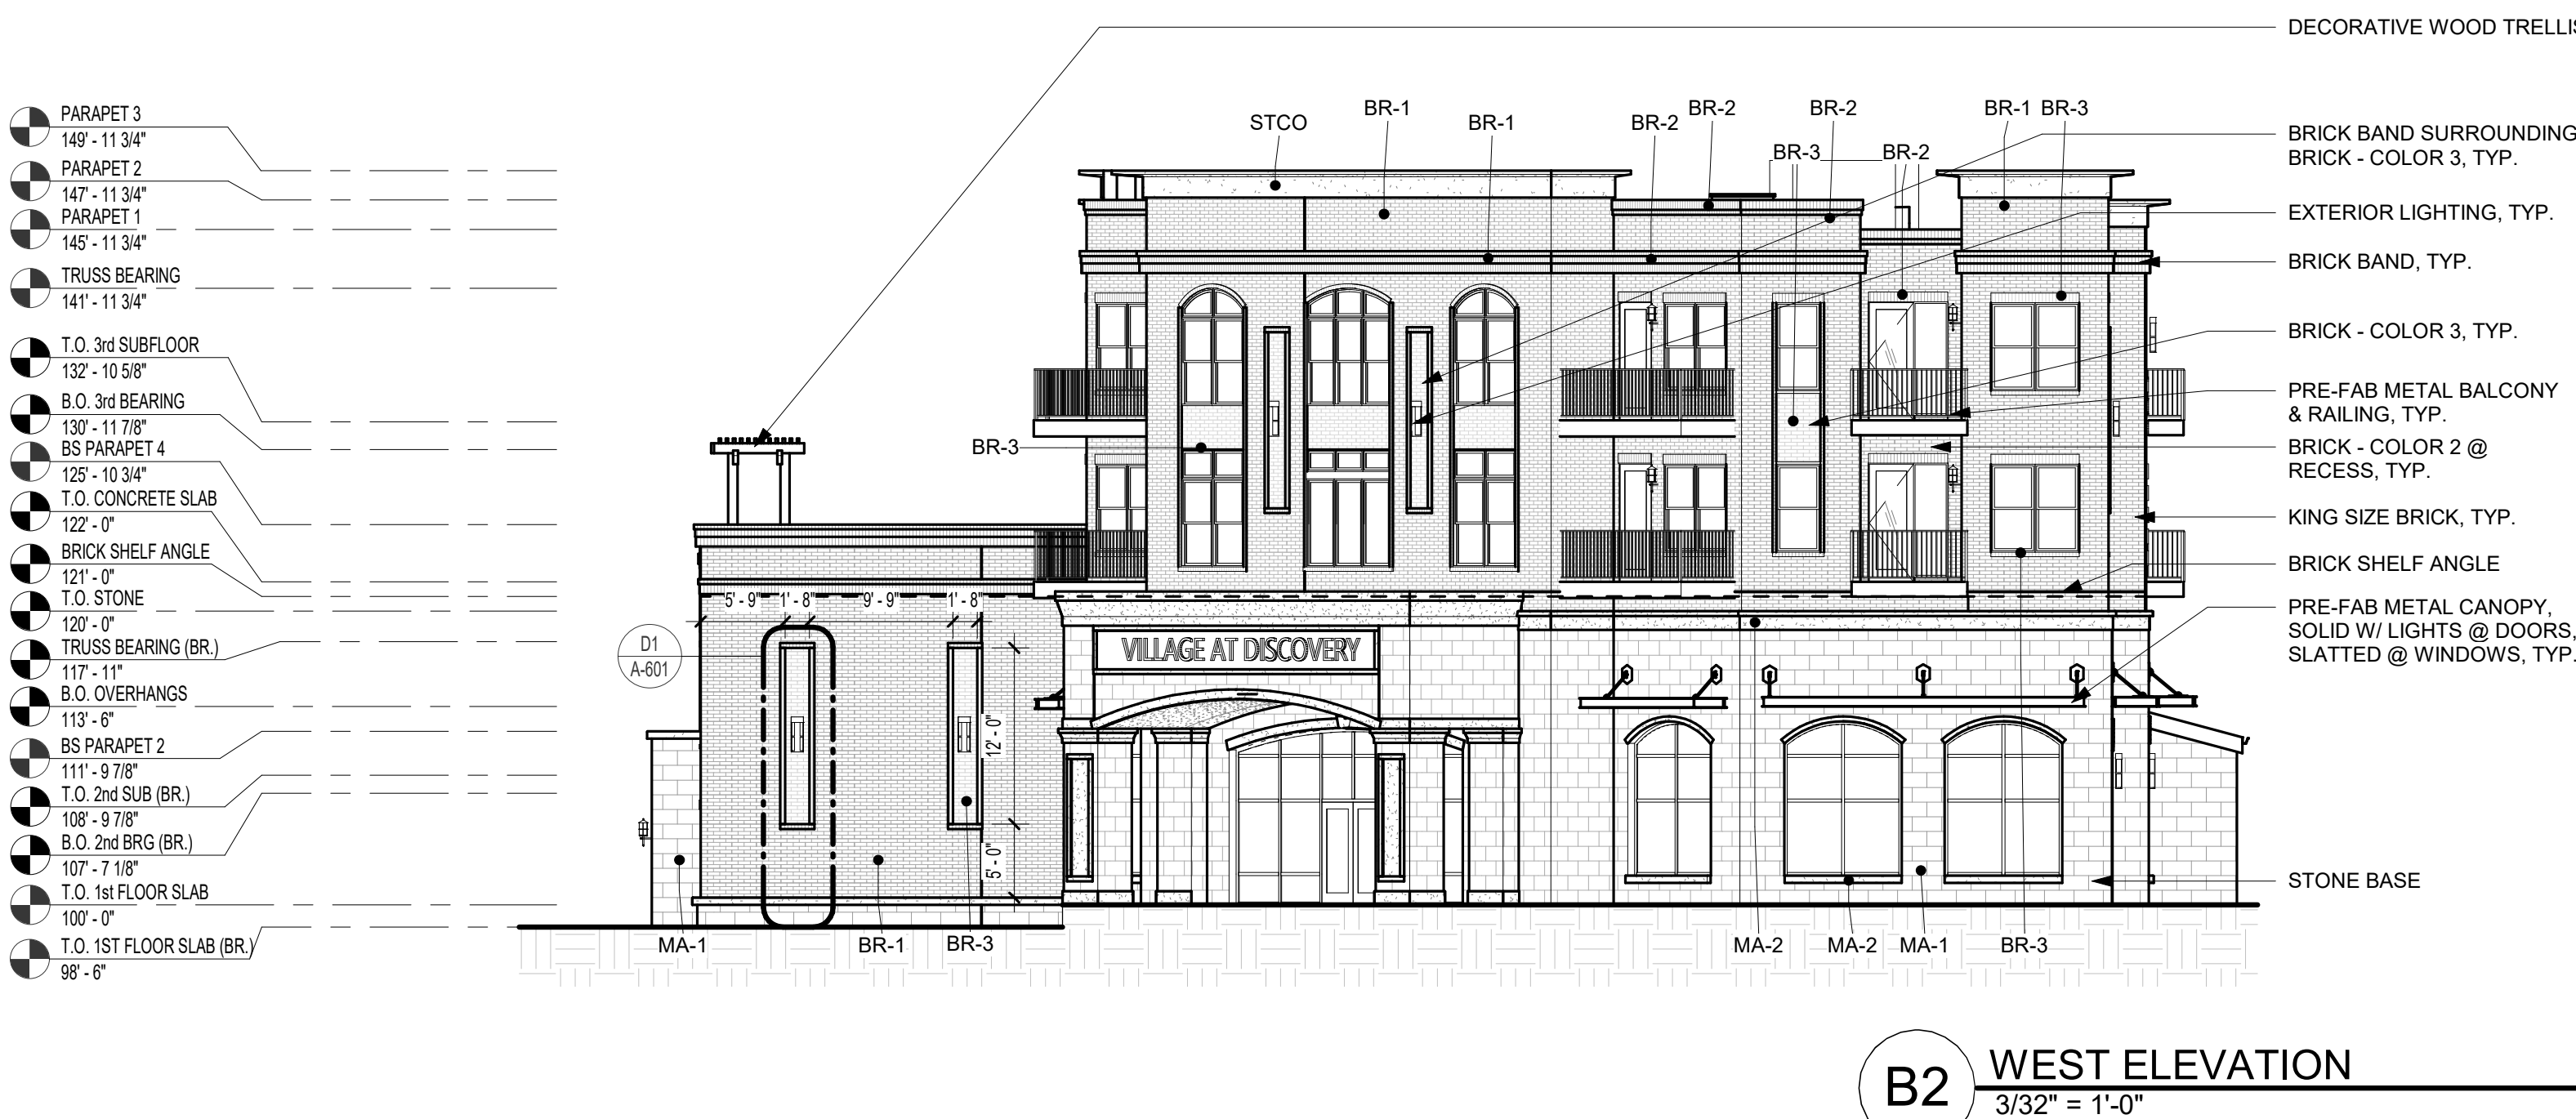 DECORATIVE WOOD TRELLIS
PARAPET 3
149' - 11 3/4"
PARAPET 2
147' - 11 3/4"
PARAPET 1
145' - 11 3/4"
TRUSS BEARING
141' - 11 3/4"
T.O. 3rd SUBFLOOR
132' - 10 5/8"
B.O. 3rd BEARING
130' - 11 7/8"
BS PARAPET 4
125' - 10 3/4"
T.O. CONCRETE SLAB
122' - 0"
BRICK SHELF ANGLE
121' - 0"
T.O. STONE
120' - 0"
TRUSS BEARING (BR.)
117' - 11"
B.O. OVERHANGS
113' - 6"
BS PARAPET 2
111' - 9 7/8"
T.O. 2nd SUB (BR.)
108' - 9 7/8"
B.O. 2nd BRG (BR.)
107' - 7 1/8"
T.O. 1st FLOOR SLAB
100' - 0"
T.O. 1ST FLOOR SLAB (BR.)
98' - 6"
STCO
BR-1
BR-1
BR-2
BR-2
BR-2
BR-1
BR-3
BR-3
BR-2
BR-3
5' - 9"
1' - 8"
9' - 9"
1' - 8"
D1
A-601
VILLAGE AT DISCOVERY
12' - 0"
5' - 0"
MA-1
BR-1
BR-3
MA-2
MA-2
MA-1
BR-3
BRICK BAND SURROUNDING
BRICK - COLOR 3, TYP.
EXTERIOR LIGHTING, TYP.
BRICK BAND, TYP.
BRICK - COLOR 3, TYP.
PRE-FAB METAL BALCONY
& RAILING, TYP.
BRICK - COLOR 2 @
RECESS, TYP.
KING SIZE BRICK, TYP.
BRICK SHELF ANGLE
PRE-FAB METAL CANOPY,
SOLID W/ LIGHTS @ DOORS,
SLATTED @ WINDOWS, TYP.
STONE BASE
B2
WEST ELEVATION
3/32" = 1'-0"